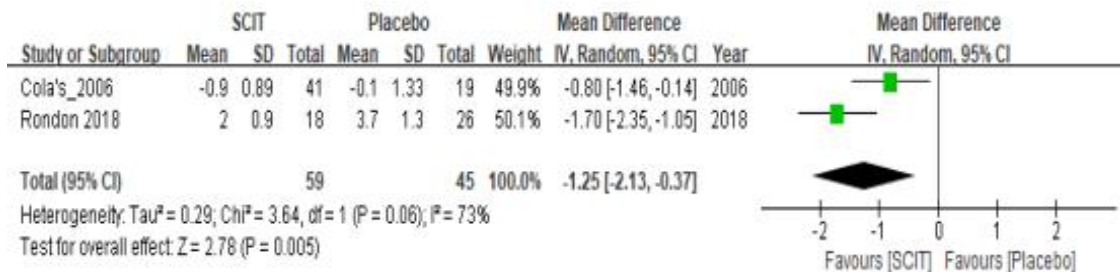 SCIT Placebo Mean Difference Mean Difference
Study or Subgroup Mean SD Total Mean SD Total Weight IV, Random, 95% CI Year IV, Random, 95% CI
Cola's_2006 -0.9 0.89 41 -0.1 1.33 19 49.9% -0.80 [-1.46, -0.14] 2006
Rondon 2018 2 0.9 18 3.7 1.3 26 50.1% -1.70 [-2.35, -1.05] 2018
Total (95% CI) 59 45 100.0% -1.25 [-2.13, -0.37]
Heterogeneity: Tau² = 0.29; Chi² = 3.64, df = 1 (P = 0.06); I² = 73%
Test for overall effect: Z = 2.78 (P = 0.005)
-2 -1 0 1 2
Favours [SCIT] Favours [Placebo]